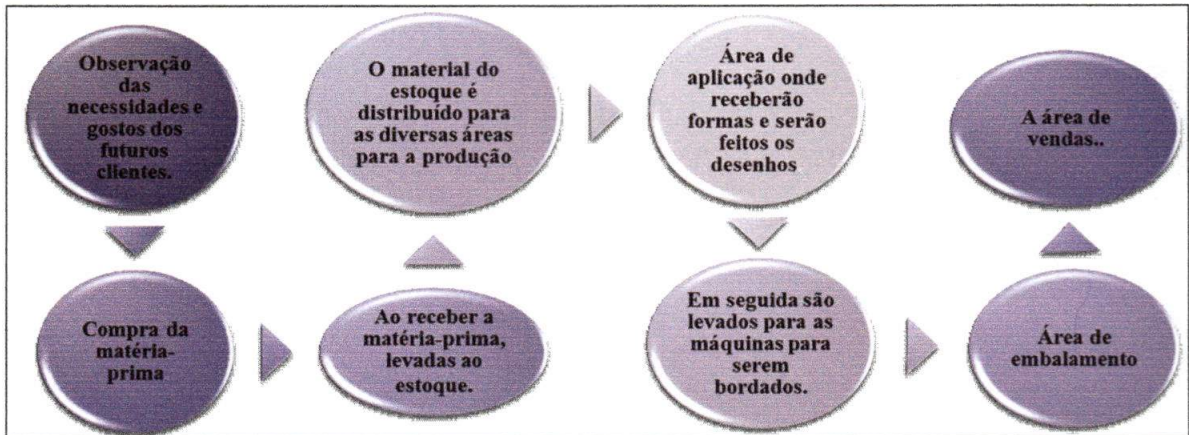 Observação
das
necessidades e
gostos dos
futuros
clientes.
Compra da
matéria-
prima
Ao receber a
matéria-prima,
levadas ao
estoque.
O material do
estoque é
distribuído para
as diversas áreas
para a produção
Área de
aplicação onde
receberão
formas e serão
feitos os
desenhos
Em seguida são
levados para as
máquinas para
serem
bordados.
Área de
embalamento
A área de
vendas..